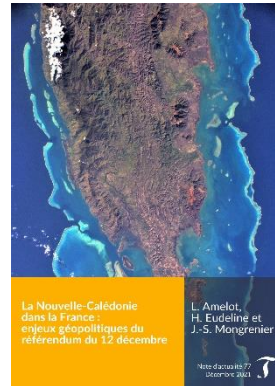 La Nouvelle-Calédonie
dans la France :
enjeux géopolitiques du
référendum du 12 décembre
L. Amelot,
H. Eudeline et
J.-S. Mongrenier
Note d'actualité 77
Décembre 2021